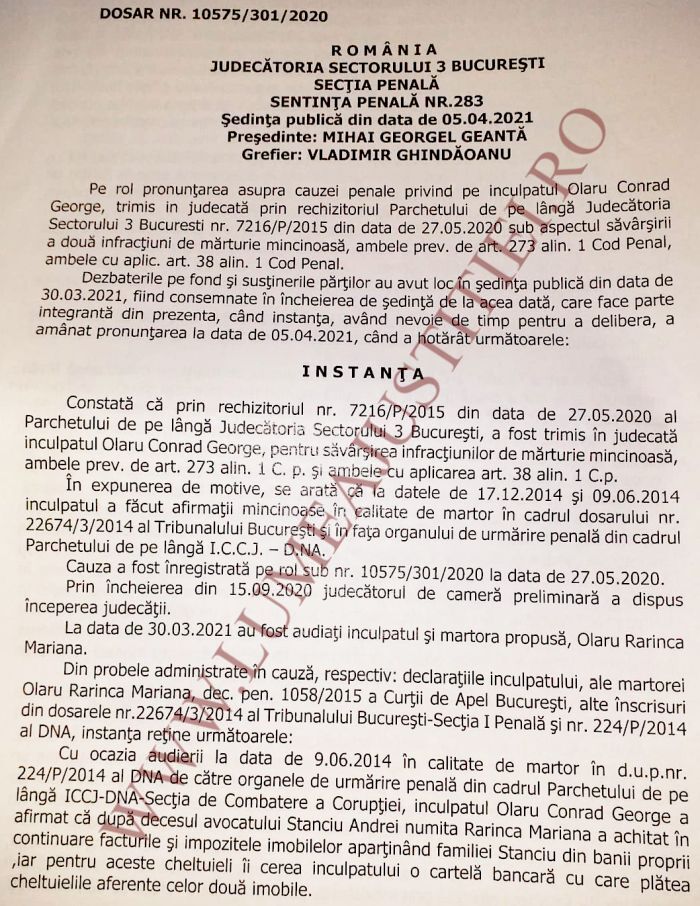 DOSAR NR. 10575/301/2020
R O M Â N I A
JUDECĂTORIA SECTORULUI 3 BUCUREŞTI
SECŢIA PENALĂ
SENTINŢA PENALĂ NR.283
Şedinţa publică din data de 05.04.2021
Preşedinte: MIHAI GEORGEL GEANTĂ
Grefier: VLADIMIR GHINDĂOANU
Pe rol pronunţarea asupra cauzei penale privind pe inculpatul Olaru Conrad
George, trimis in judecată prin rechizitoriul Parchetului de pe lângă Judecătoria
Sectorului 3 Bucuresti nr. 7216/P/2015 din data de 27.05.2020 sub aspectul săvârşirii
a două infracţiuni de mărturie mincinoasă, ambele prev. de art. 273 alin. 1 Cod Penal,
ambele cu aplic. art. 38 alin. 1 Cod Penal.
Dezbaterile pe fond şi susţinerile părţilor au avut loc în şedinţa publică din data de
30.03.2021, fiind consemnate în încheierea de şedinţă de la acea dată, care face parte
integrantă din prezenta, când instanţa, având nevoie de timp pentru a delibera, a
amânat pronunţarea la data de 05.04.2021, când a hotărât următoarele:
I N S T A N Ţ A
Constată că prin rechizitoriul nr. 7216/P/2015 din data de 27.05.2020 al
Parchetului de pe lângă Judecătoria Sectorului 3 Bucureşti, a fost trimis în judecată
inculpatul Olaru Conrad George, pentru săvârşirea infracţiunilor de mărturie mincinoasă,
ambele prev. de art. 273 alin. 1 C. p. şi ambele cu aplicarea art. 38 alin. 1 C.p.
În expunerea de motive, se arată că la datele de 17.12.2014 şi 09.06.2014
inculpatul a făcut afirmaţii mincinoase în calitate de martor în cadrul dosarului nr.
22674/3/2014 al Tribunalului Bucureşti şi în faţa organului de urmărire penală din cadrul
Parchetului de pe lângă I.C.C.J. – D.NA.
Cauza a fost înregistrată pe rol sub nr. 10575/301/2020 la data de 27.05.2020.
Prin încheierea din 15.09.2020 judecătorul de cameră preliminară a dispus
începerea judecăţii.
La data de 30.03.2021 au fost audiaţi inculpatul şi martora propusă, Olaru Rarinca
Mariana.
Din probele administrate în cauză, respectiv: declaraţiile inculpatului, ale martorei
Olaru Rarinca Mariana, dec. pen. 1058/2015 a Curţii de Apel Bucureşti, alte înscrisuri
din dosarele nr.22674/3/2014 al Tribunalului Bucureşti-Secţia I Penală şi nr. 224/P/2014
al DNA, instanţa reţine următoarele:
Cu ocazia audierii la data de 9.06.2014 în calitate de martor în d.u.p.nr.
224/P/2014 al DNA de către organele de urmărire penală din cadrul Parchetului de pe
lângă ICCJ-DNA-Secţia de Combatere a Corupţiei, inculpatul Olaru Conrad George a
afirmat că după decesul avocatului Stanciu Andrei numita Rarinca Mariana a achitat în
continuare facturile şi impozitele imobilelor aparţinând familiei Stanciu din banii proprii
,iar pentru aceste cheltuieli îi cerea inculpatului o cartelă bancară cu care plătea
cheltuielile aferente celor două imobile.
WWW.LUMEAJUSTITIEI.RO